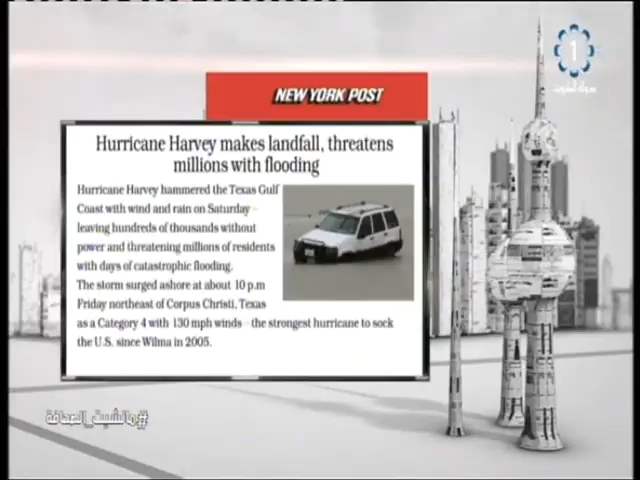 1
NEW YORK POST
Hurricane Harvey makes landfall, threatens
millions with flooding
Hurricane Harvey hammered the Texas Gulf
Coast with wind and rain on Saturday –
leaving hundreds of thousands without
power and threatening millions of residents
with days of catastrophic flooding.
The storm surged ashore at about 10 p.m
Friday northeast of Corpus Christi, Texas
as a Category 4 with 130 mph winds – the strongest hurricane to sock
the U.S. since Wilma in 2005.
#مانشيت_الصحافة